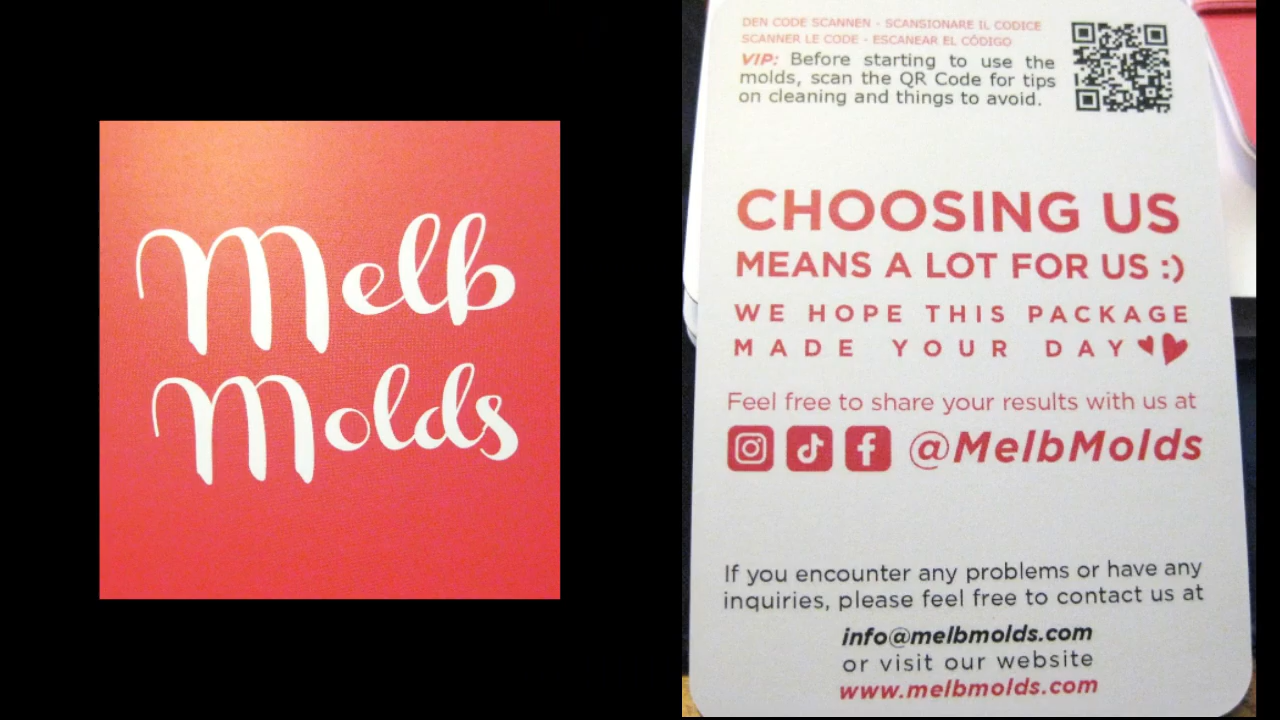 Melb
Molds
DEN CODE SCANNEN - SCANSIONARE IL CODICE
SCANNER LE CODE - ESCANEAR EL CÓDIGO
VIP: Before starting to use the
molds, scan the QR Code for tips
on cleaning and things to avoid.
CHOOSING US
MEANS A LOT FOR US :)
WE HOPE THIS PACKAGE
MADE YOUR DAY
Feel free to share your results with us at
@MelbMolds
If you encounter any problems or have any
inquiries, please feel free to contact us at
info@melbmolds.com
or visit our website
www.melbmolds.com